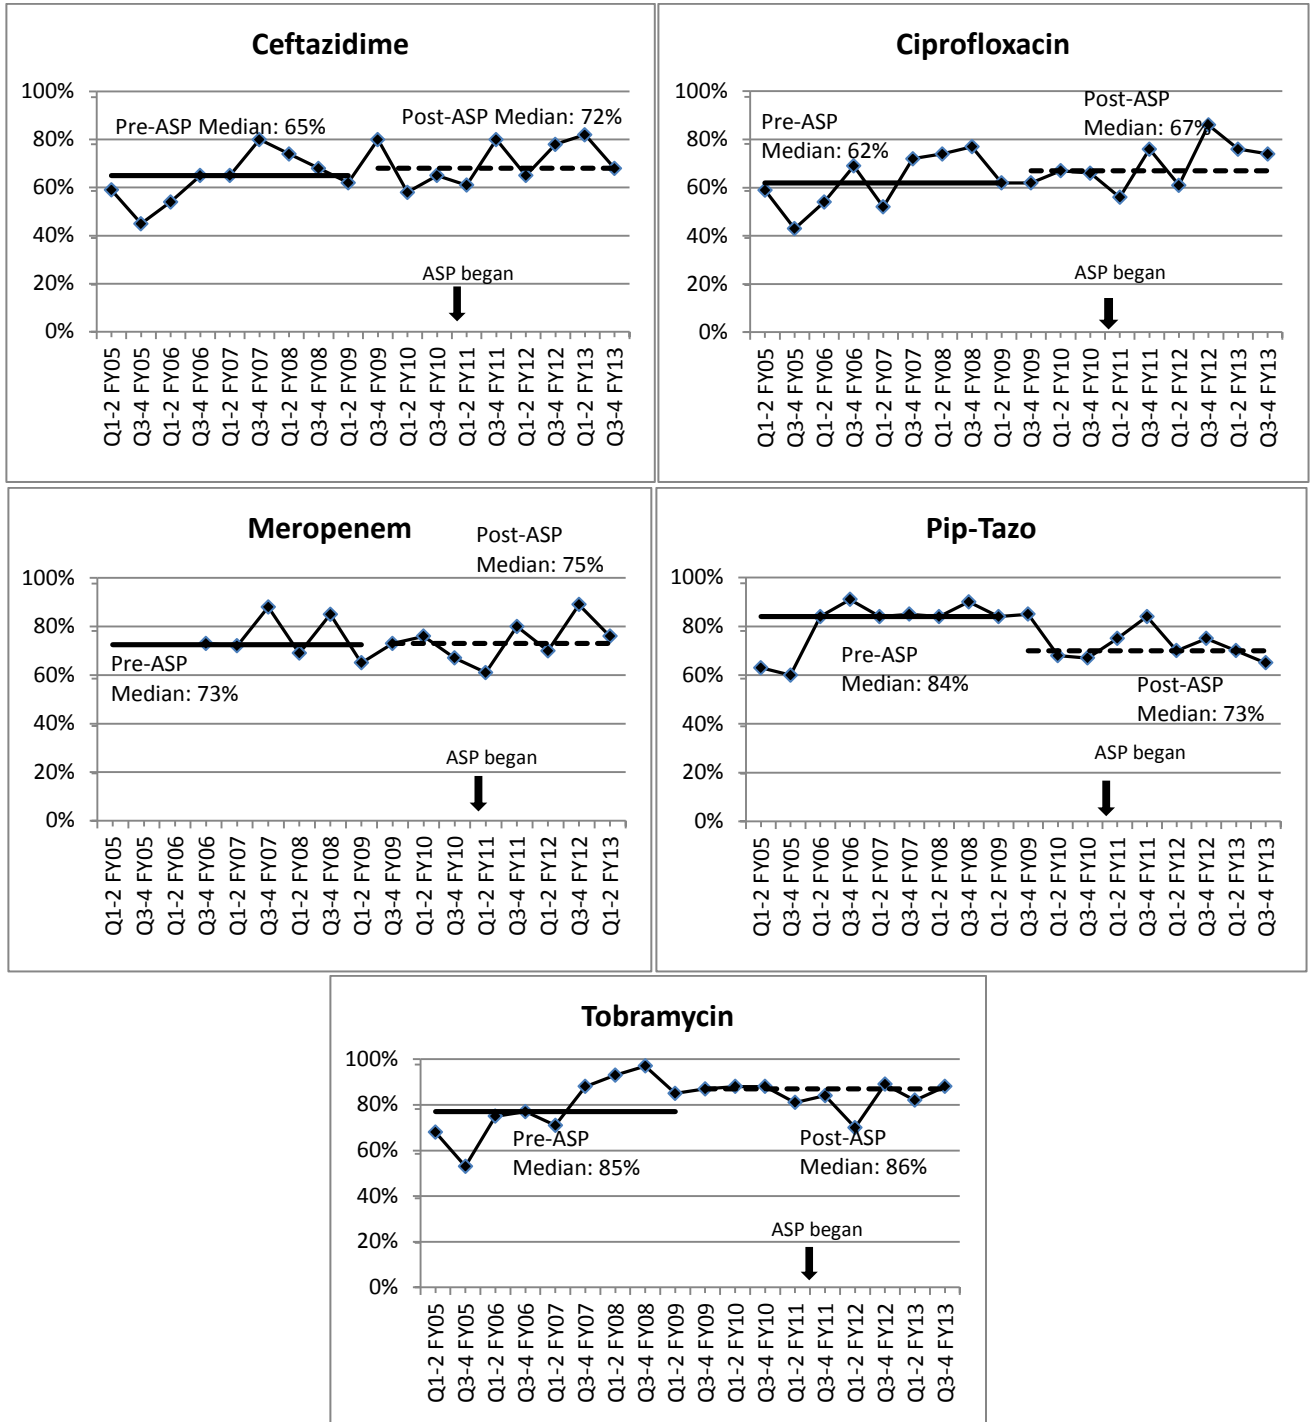 Ceftazidime
100%
80%
60%
40%
20%
0%
Pre-ASP Median: 65%
Post-ASP Median: 72%
ASP began
Q1-2 FY05
Q3-4 FY05
Q1-2 FY06
Q3-4 FY06
Q1-2 FY07
Q3-4 FY07
Q1-2 FY08
Q3-4 FY08
Q1-2 FY09
Q3-4 FY09
Q1-2 FY10
Q3-4 FY10
Q1-2 FY11
Q3-4 FY11
Q1-2 FY12
Q3-4 FY12
Q1-2 FY13
Q3-4 FY13
Ciprofloxacin
100%
80%
60%
40%
20%
0%
Pre-ASP
Median: 62%
Post-ASP
Median: 67%
ASP began
Q1-2 FY05
Q3-4 FY05
Q1-2 FY06
Q3-4 FY06
Q1-2 FY07
Q3-4 FY07
Q1-2 FY08
Q3-4 FY08
Q1-2 FY09
Q3-4 FY09
Q1-2 FY10
Q3-4 FY10
Q1-2 FY11
Q3-4 FY11
Q1-2 FY12
Q3-4 FY12
Q1-2 FY13
Q3-4 FY13
Meropenem
100%
80%
60%
40%
20%
0%
Pre-ASP
Median: 73%
Post-ASP
Median: 75%
ASP began
Q1-2 FY05
Q3-4 FY05
Q1-2 FY06
Q3-4 FY06
Q1-2 FY07
Q3-4 FY07
Q1-2 FY08
Q3-4 FY08
Q1-2 FY09
Q3-4 FY09
Q1-2 FY10
Q3-4 FY10
Q1-2 FY11
Q3-4 FY11
Q1-2 FY12
Q3-4 FY12
Q1-2 FY13
Pip-Tazo
100%
80%
60%
40%
20%
0%
Pre-ASP
Median: 84%
Post-ASP
Median: 73%
ASP began
Q1-2 FY05
Q3-4 FY05
Q1-2 FY06
Q3-4 FY06
Q1-2 FY07
Q3-4 FY07
Q1-2 FY08
Q3-4 FY08
Q1-2 FY09
Q3-4 FY09
Q1-2 FY10
Q3-4 FY10
Q1-2 FY11
Q3-4 FY11
Q1-2 FY12
Q3-4 FY12
Q1-2 FY13
Q3-4 FY13
Tobramycin
100%
80%
60%
40%
20%
0%
Pre-ASP
Median: 85%
Post-ASP
Median: 86%
ASP began
Q1-2 FY05
Q3-4 FY05
Q1-2 FY06
Q3-4 FY06
Q1-2 FY07
Q3-4 FY07
Q1-2 FY08
Q3-4 FY08
Q1-2 FY09
Q3-4 FY09
Q1-2 FY10
Q3-4 FY10
Q1-2 FY11
Q3-4 FY11
Q1-2 FY12
Q3-4 FY12
Q1-2 FY13
Q3-4 FY13